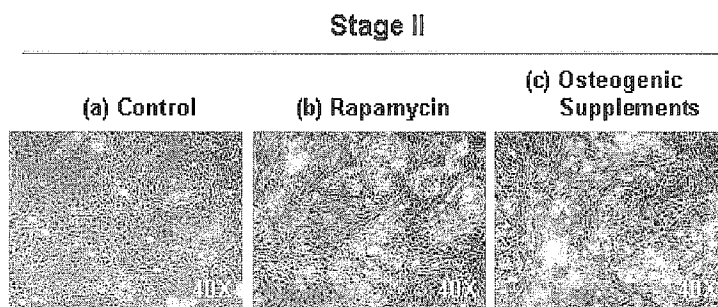 Stage II
(a) Control
(b) Rapamycin
(c) Osteogenic
Supplements
40X
40X
40X